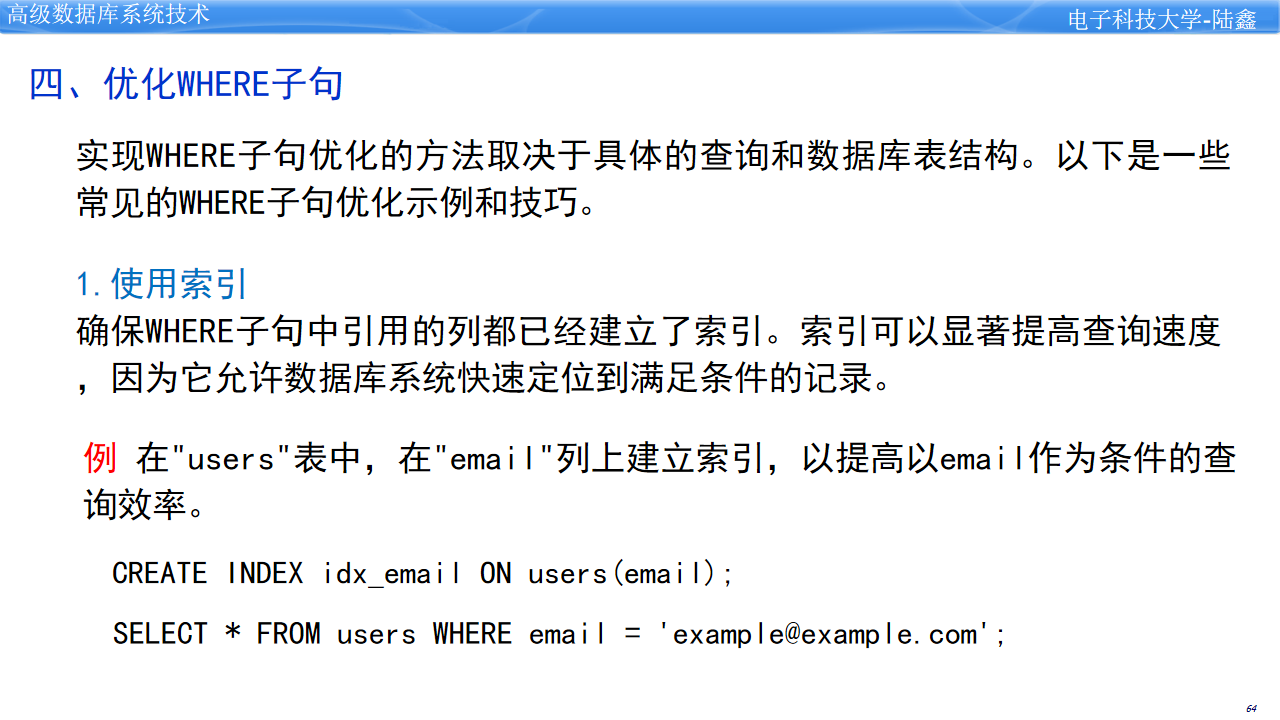 高级数据库系统技术
电子科技大学-陆鑫
四、优化WHERE子句
实现WHERE子句优化的方法取决于具体的查询和数据库表结构。以下是一些
常见的WHERE子句优化示例和技巧。
1.使用索引
确保WHERE子句中引用的列都已经建立了索引。索引可以显著提高查询速度
，因为它允许数据库系统快速定位到满足条件的记录。
例 在"users"表中，在"email"列上建立索引，以提高以email作为条件的查
询效率。
CREATE INDEX idx_email ON users(email);
SELECT * FROM users WHERE email = 'example@example.com';
64